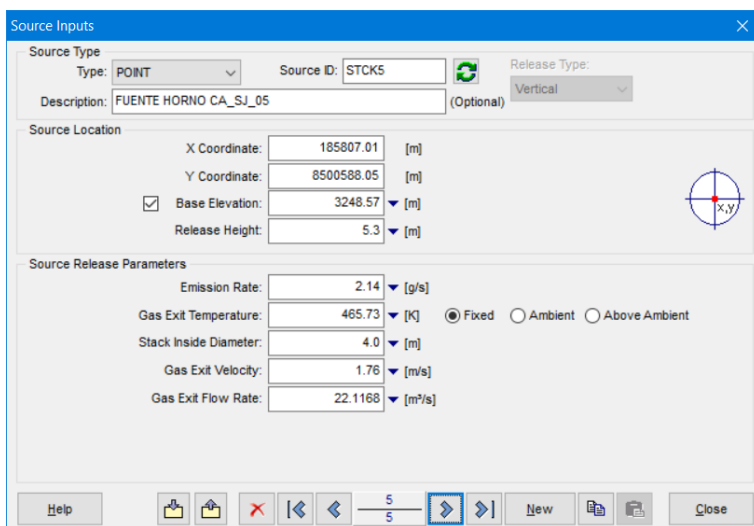 Source Inputs
Source Type
Type: POINT Source ID: STCK5 Release Type:
Vertical
Description: FUENTE HORNO CA_SJ_05 (Optional)
Source Location
X Coordinate: 185807.01 [m]
Y Coordinate: 8500588.05 [m]
Base Elevation: 3248.57 [m]
x,y
Release Height: 5.3 [m]
Source Release Parameters
Emission Rate: 2.14 [g/s]
Gas Exit Temperature: 465.73 [K] Fixed Ambient Above Ambient
Stack Inside Diameter: 4.0 [m]
Gas Exit Velocity: 1.76 [m/s]
Gas Exit Flow Rate: 22.1168 [m³/s]
Help 5 New Close
5